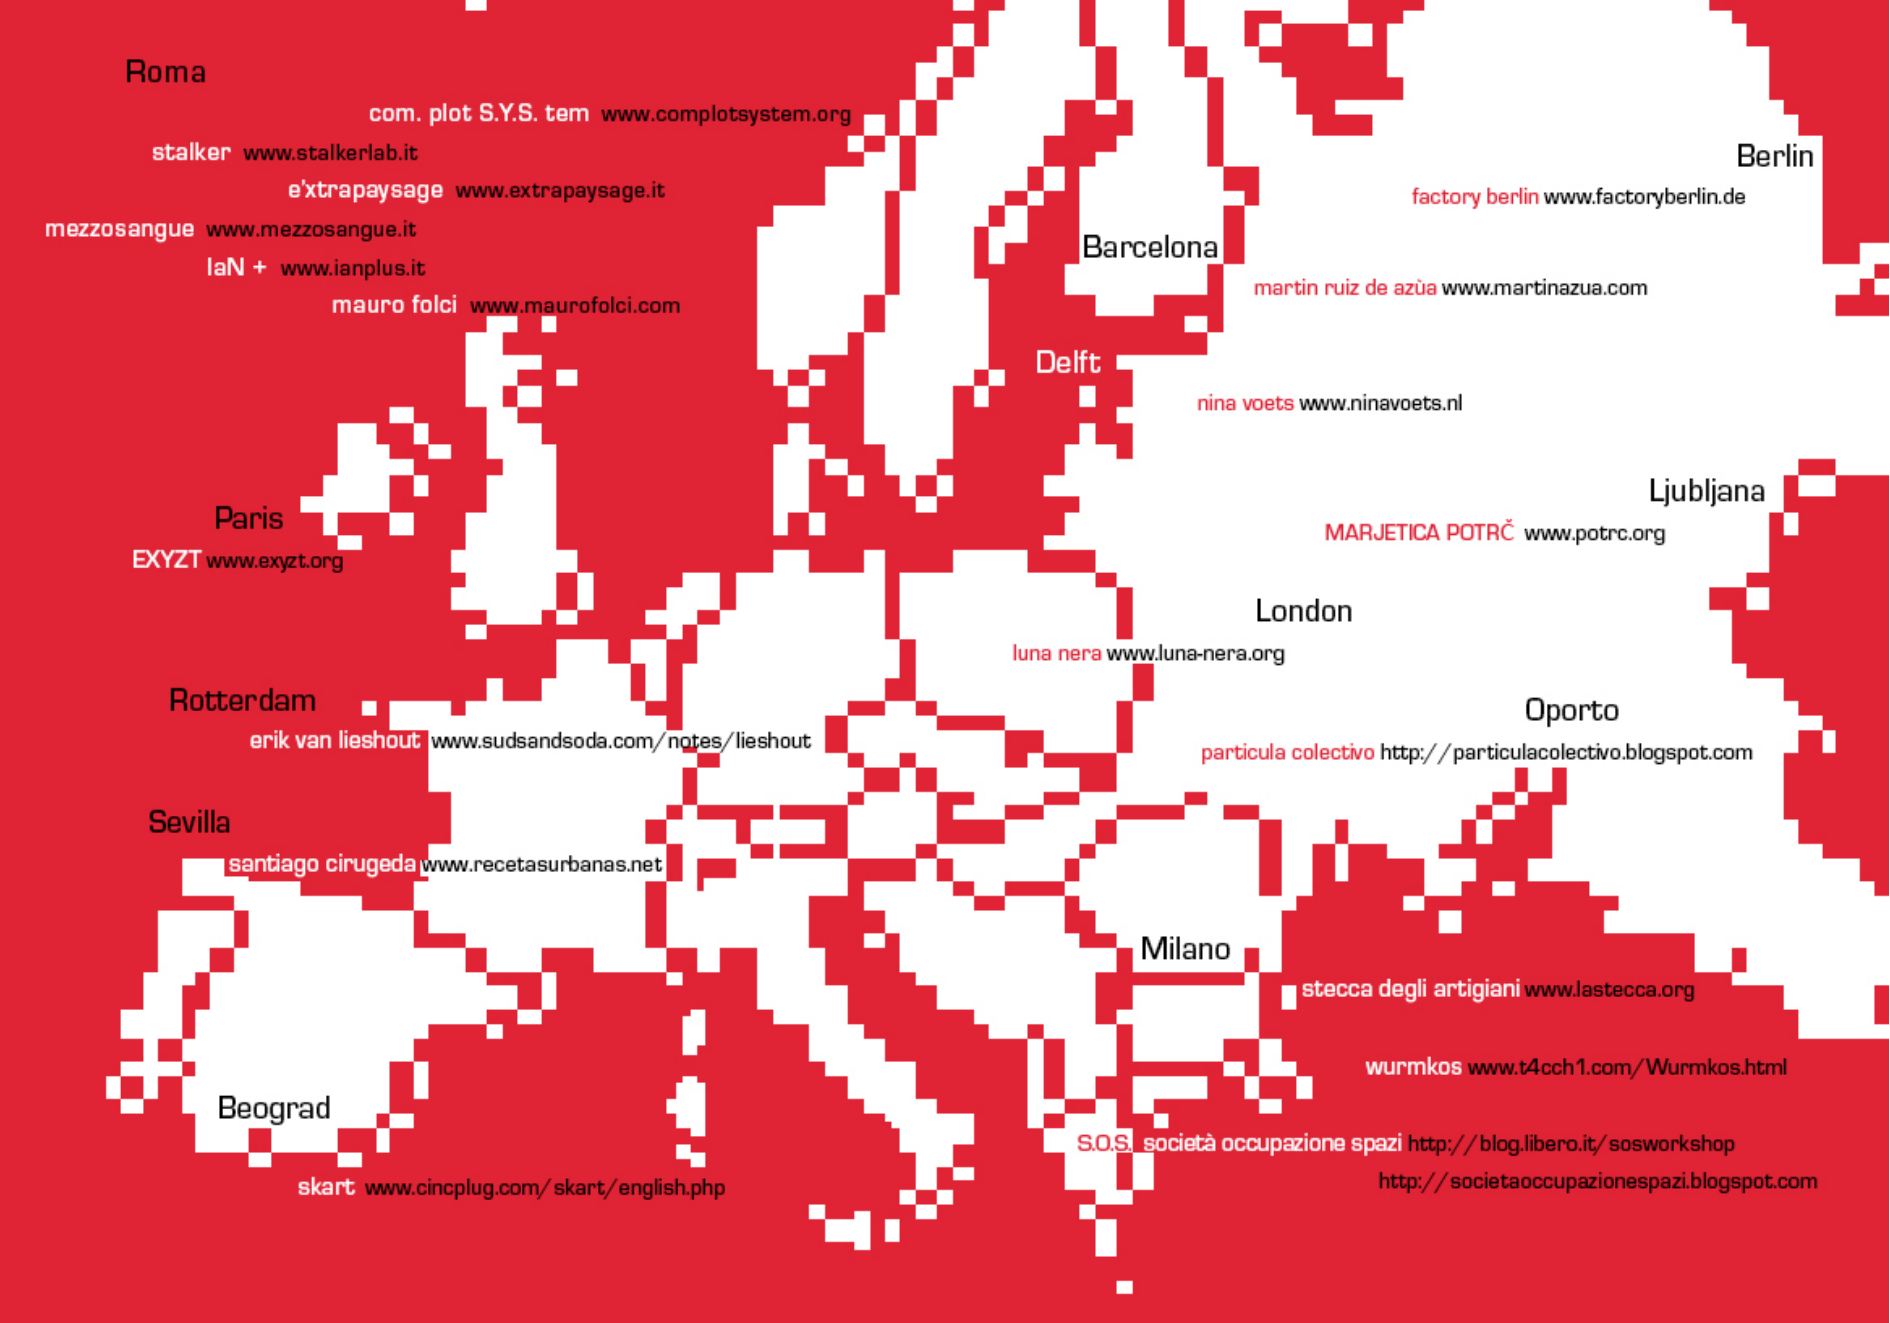 Roma
com. plot S.Y.S. tem www.complotsystem.org
stalker www.stalkerlab.it
e'xtrapaysage www.extrapaysage.it
mezzosangue www.mezzosangue.it
IaN + www.ianplus.it
mauro folci www.maurofolci.com
Paris
EXYZT www.exyzt.org
Rotterdam
erik van lieshout www.sudsandsoda.com/notes/lieshout
Sevilla
santiago cirugeda www.recetasurbanas.net
Beograd
skart www.cincplug.com/skart/english.php
Berlin
factory berlin www.factoryberlin.de
Barcelona
martin ruiz de azùa www.martinazua.com
Delft
nina voets www.ninavoets.nl
Ljubljana
MARJETICA POTRČ www.potrc.org
London
luna nera www.luna-nera.org
Oporto
particula colectivo http://particulacolectivo.blogspot.com
Milano
stecca degli artigiani www.lastecca.org
wurmkos www.t4cch1.com/Wurmkos.html
S.O.S. società occupazione spazi http://blog.libero.it/sosworkshop
http://societaoccupazionespazi.blogspot.com